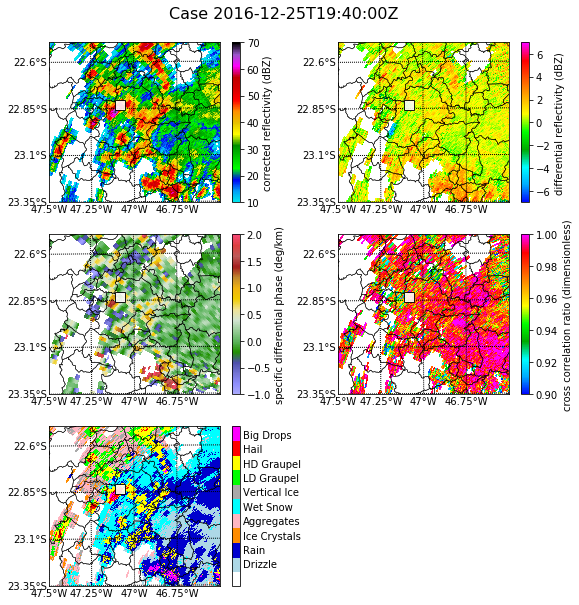 Case 2016-12-25T19:40:00Z
22.6°S
22.85°S
23.1°S
23.35°S
47.5°W 47.25°W 47°W 46.75°W
70
60
50
40
30
20
10
corrected reflectivity (dBZ)
22.6°S
22.85°S
23.1°S
23.35°S
47.5°W 47.25°W 47°W 46.75°W
6
4
2
0
−2
−4
−6
differential reflectivity (dBZ)
22.6°S
22.85°S
23.1°S
23.35°S
47.5°W 47.25°W 47°W 46.75°W
2.0
1.5
1.0
0.5
0.0
−0.5
−1.0
specific differential phase (deg/km)
22.6°S
22.85°S
23.1°S
23.35°S
47.5°W 47.25°W 47°W 46.75°W
1.00
0.98
0.96
0.94
0.92
0.90
cross correlation ratio (dimensionless)
22.6°S
22.85°S
23.1°S
23.35°S
47.5°W 47.25°W 47°W 46.75°W
Big Drops
Hail
HD Graupel
LD Graupel
Vertical Ice
Wet Snow
Aggregates
Ice Crystals
Rain
Drizzle